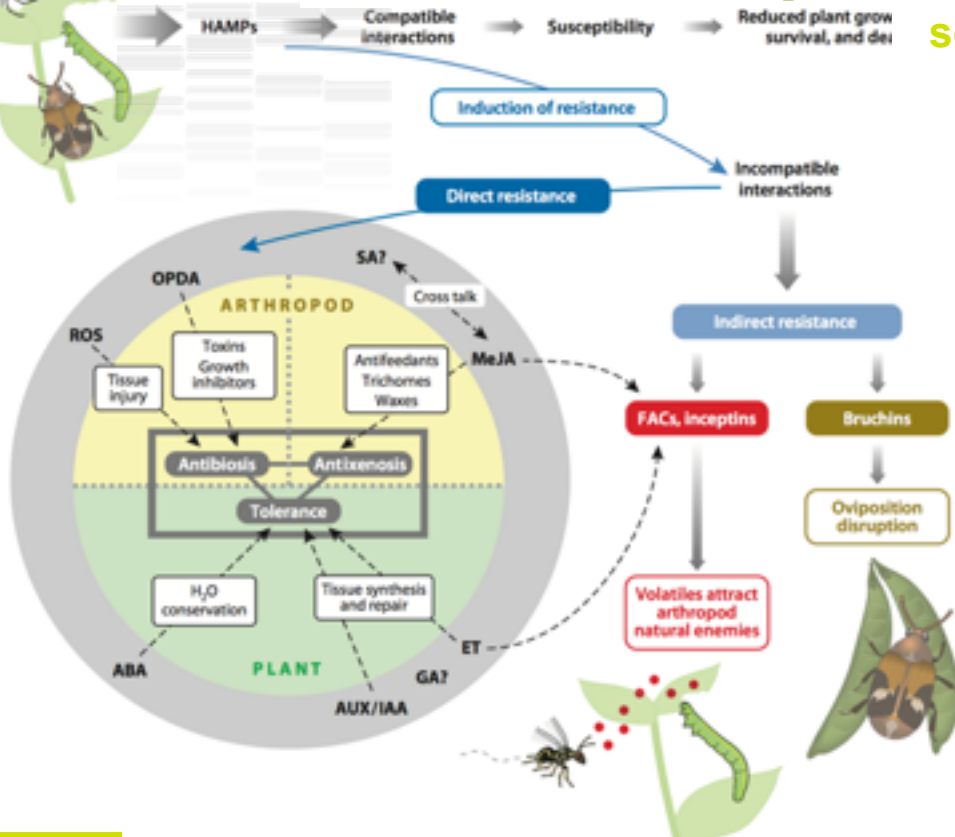 HAMPs
Compatible
interactions
Susceptibility
Reduced plant grow
survival, and dea
Induction of resistance
Incompatible
interactions
Direct resistance
Indirect resistance
SA?
Cross talk
MeJA
OPDA
ROS
ARTHROPOD
Toxins
Growth
inhibitors
Tissue
injury
Antifeedants
Trichomes
Waxes
Antibiosis
Antixenosis
Tolerance
H₂O
conservation
Tissue synthesis
and repair
ABA
PLANT
AUX/IAA
GA?
ET
FACs, inceptins
Bruchins
Oviposition
disruption
Volatiles attract
arthropod
natural enemies